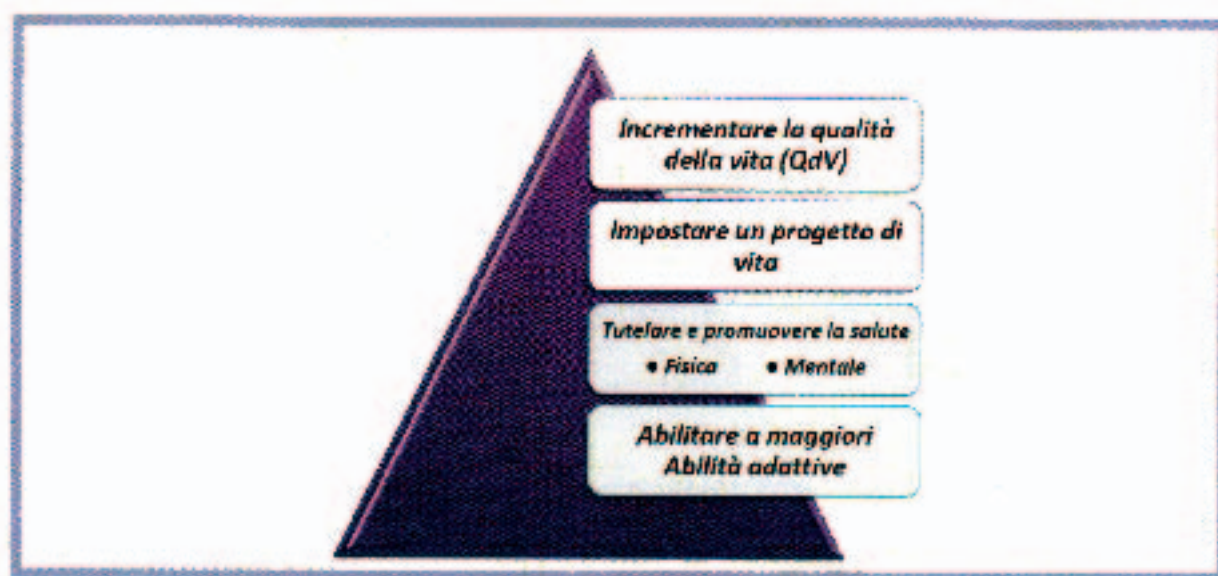 Incrementare la qualità
della vita (QdV)
Impostare un progetto di
vita
Tutelare e promuovere la salute
• Fisica • Mentale
Abilitare a maggiori
Abilità adattive